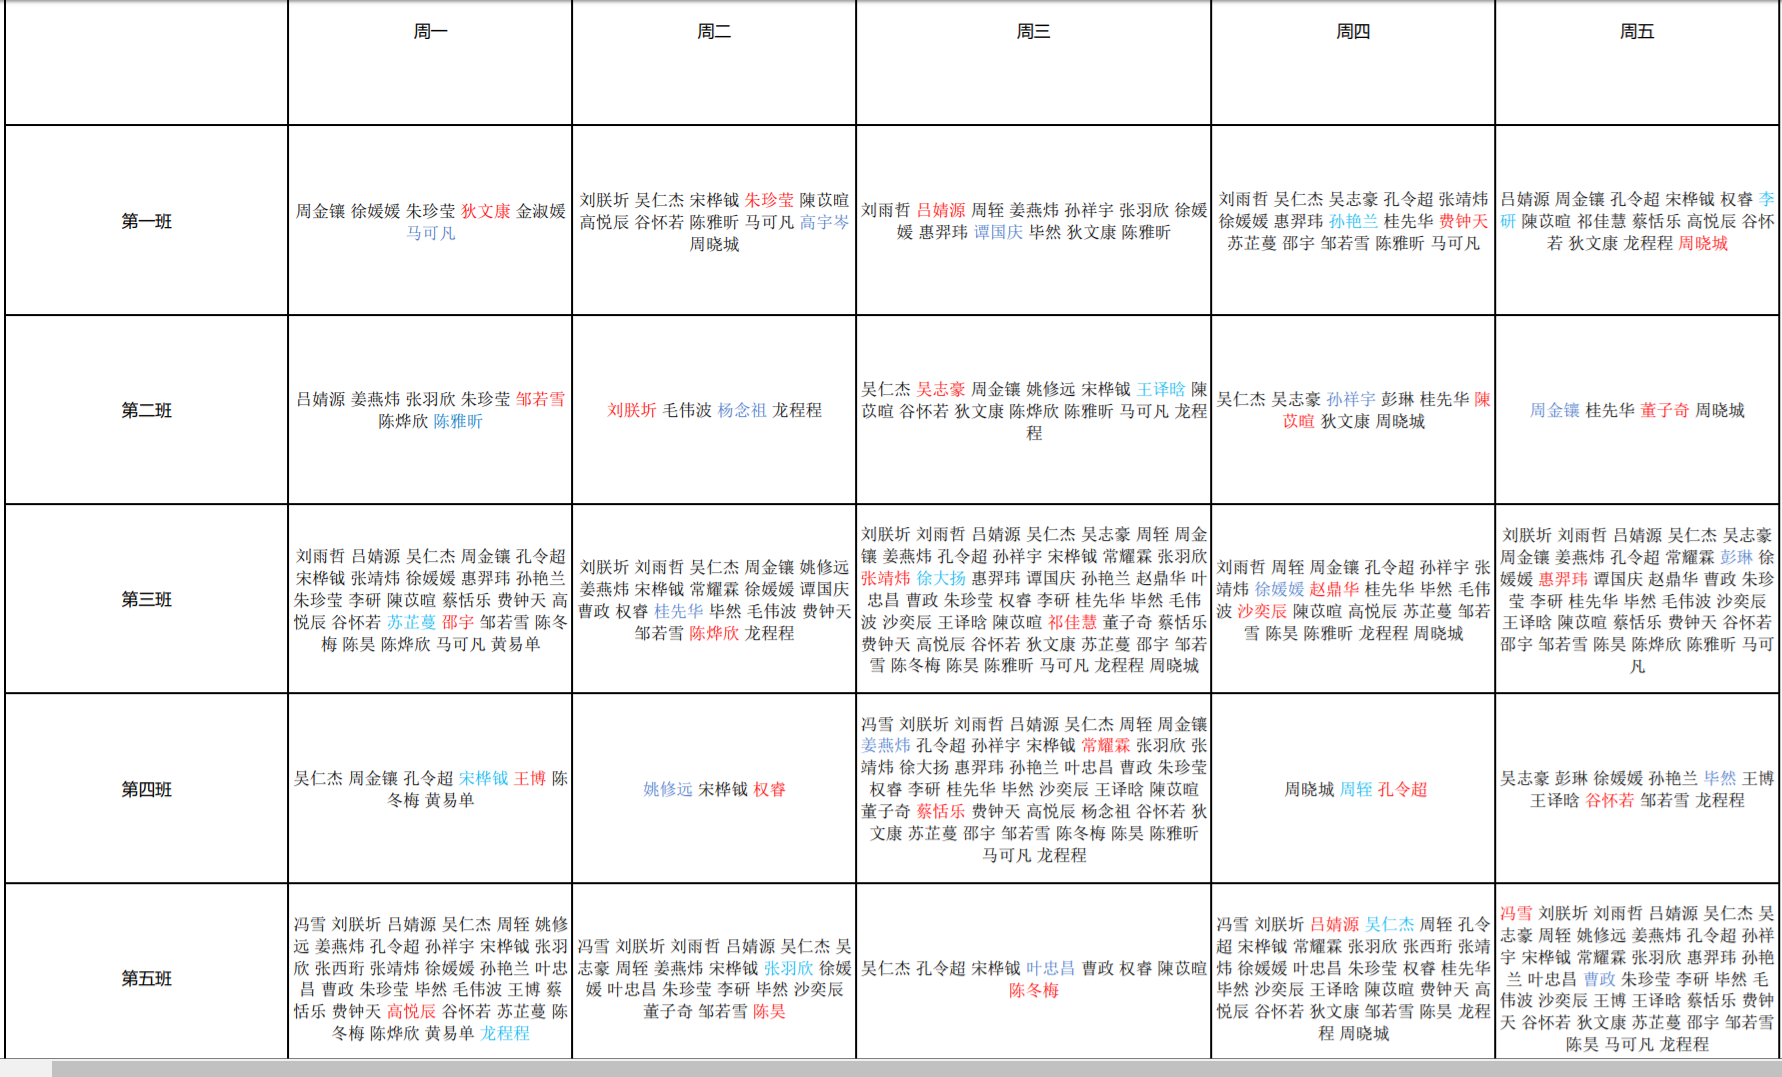 周一 周二 周三 周四 周五
第一班
周金镶 徐媛媛 朱珍莹 狄文康 金淑媛
马可凡
刘朕圻 吴仁杰 宋桦钺 朱珍莹 陳苡暄
高悦辰 谷怀若 陈雅昕 马可凡 高宇岑
周晓城
刘雨哲 吕婧源 周轾 姜燕炜 孙祥宇 张羽欣 徐媛
媛 惠羿玮 谭国庆 毕然 狄文康 陈雅昕
刘雨哲 吴仁杰 吴志豪 孔令超 张靖炜
徐媛媛 惠羿玮 孙艳兰 桂先华 费钟天
苏芷蔓 邵宇 邹若雪 陈雅昕 马可凡
吕婧源 周金镶 孔令超 宋桦钺 权睿 李
研 陳苡暄 祁佳慧 蔡恬乐 高悦辰 谷怀
若 狄文康 龙程程 周晓城
第二班
吕婧源 姜燕炜 张羽欣 朱珍莹 邹若雪
陈烨欣 陈雅昕
刘朕圻 毛伟波 杨念祖 龙程程
吴仁杰 吴志豪 周金镶 姚修远 宋桦钺 王译晗 陳
苡暄 谷怀若 狄文康 陈烨欣 陈雅昕 马可凡 龙程
程
吴仁杰 吴志豪 孙祥宇 彭琳 桂先华 陳
苡暄 狄文康 周晓城
周金镶 桂先华 董子奇 周晓城
第三班
刘雨哲 吕婧源 吴仁杰 周金镶 孔令超
宋桦钺 张靖炜 徐媛媛 惠羿玮 孙艳兰
朱珍莹 李研 陳苡暄 蔡恬乐 费钟天 高
悦辰 谷怀若 苏芷蔓 邵宇 邹若雪 陈冬
梅 陈昊 陈烨欣 马可凡 黄易单
刘朕圻 刘雨哲 吴仁杰 周金镶 姚修远
姜燕炜 宋桦钺 常耀霖 徐媛媛 谭国庆
曹政 权睿 桂先华 毕然 毛伟波 费钟天
邹若雪 陈烨欣 龙程程
刘朕圻 刘雨哲 吕婧源 吴仁杰 吴志豪 周轾 周金
镶 姜燕炜 孔令超 孙祥宇 宋桦钺 常耀霖 张羽欣
张靖炜 徐大扬 惠羿玮 谭国庆 孙艳兰 赵鼎华 叶
忠昌 曹政 朱珍莹 权睿 李研 桂先华 毕然 毛伟
波 沙奕辰 王译晗 陳苡暄 祁佳慧 董子奇 蔡恬乐
费钟天 高悦辰 谷怀若 狄文康 苏芷蔓 邵宇 邹若
雪 陈冬梅 陈昊 陈雅昕 马可凡 龙程程 周晓城
刘雨哲 周轾 周金镶 孔令超 孙祥宇 张
靖炜 徐媛媛 赵鼎华 桂先华 毕然 毛伟
波 沙奕辰 陳苡暄 高悦辰 苏芷蔓 邹若
雪 陈昊 陈雅昕 龙程程 周晓城
刘朕圻 刘雨哲 吕婧源 吴仁杰 吴志豪
周金镶 姜燕炜 孔令超 常耀霖 彭琳 徐
媛媛 惠羿玮 谭国庆 赵鼎华 曹政 朱珍
莹 李研 桂先华 毕然 毛伟波 沙奕辰
王译晗 陳苡暄 蔡恬乐 费钟天 谷怀若
邵宇 邹若雪 陈昊 陈烨欣 陈雅昕 马可
凡
第四班
吴仁杰 周金镶 孔令超 宋桦钺 王博 陈
冬梅 黄易单
姚修远 宋桦钺 权睿
冯雪 刘朕圻 刘雨哲 吕婧源 吴仁杰 周轾 周金镶
姜燕炜 孔令超 孙祥宇 宋桦钺 常耀霖 张羽欣 张
靖炜 徐大扬 惠羿玮 孙艳兰 叶忠昌 曹政 朱珍莹
权睿 李研 桂先华 毕然 沙奕辰 王译晗 陳苡暄
董子奇 蔡恬乐 费钟天 高悦辰 杨念祖 谷怀若 狄
文康 苏芷蔓 邵宇 邹若雪 陈冬梅 陈昊 陈雅昕
马可凡 龙程程
周晓城 周轾 孔令超
吴志豪 彭琳 徐媛媛 孙艳兰 毕然 王博
王译晗 谷怀若 邹若雪 龙程程
第五班
冯雪 刘朕圻 吕婧源 吴仁杰 周轾 姚修
远 姜燕炜 孔令超 孙祥宇 宋桦钺 张羽
欣 张西珩 张靖炜 徐媛媛 孙艳兰 叶忠
昌 曹政 朱珍莹 毕然 毛伟波 王博 蔡
恬乐 费钟天 高悦辰 谷怀若 苏芷蔓 陈
冬梅 陈烨欣 黄易单 龙程程
冯雪 刘朕圻 刘雨哲 吕婧源 吴仁杰 吴
志豪 周轾 姜燕炜 宋桦钺 张羽欣 徐媛
媛 叶忠昌 朱珍莹 李研 毕然 沙奕辰
董子奇 邹若雪 陈昊
吴仁杰 孔令超 宋桦钺 叶忠昌 曹政 权睿 陳苡暄
陈冬梅
冯雪 刘朕圻 吕婧源 吴仁杰 周轾 孔令
超 宋桦钺 常耀霖 张羽欣 张西珩 张靖
炜 徐媛媛 叶忠昌 朱珍莹 权睿 桂先华
毕然 沙奕辰 王译晗 陳苡暄 费钟天 高
悦辰 谷怀若 狄文康 邹若雪 陈昊 龙程
程 周晓城
冯雪 刘朕圻 刘雨哲 吕婧源 吴仁杰 吴
志豪 周轾 姚修远 姜燕炜 孔令超 孙祥
宇 宋桦钺 常耀霖 张羽欣 惠羿玮 孙艳
兰 叶忠昌 曹政 朱珍莹 李研 毕然 毛
伟波 沙奕辰 王博 王译晗 蔡恬乐 费钟
天 谷怀若 狄文康 苏芷蔓 邵宇 邹若雪
陈昊 马可凡 龙程程